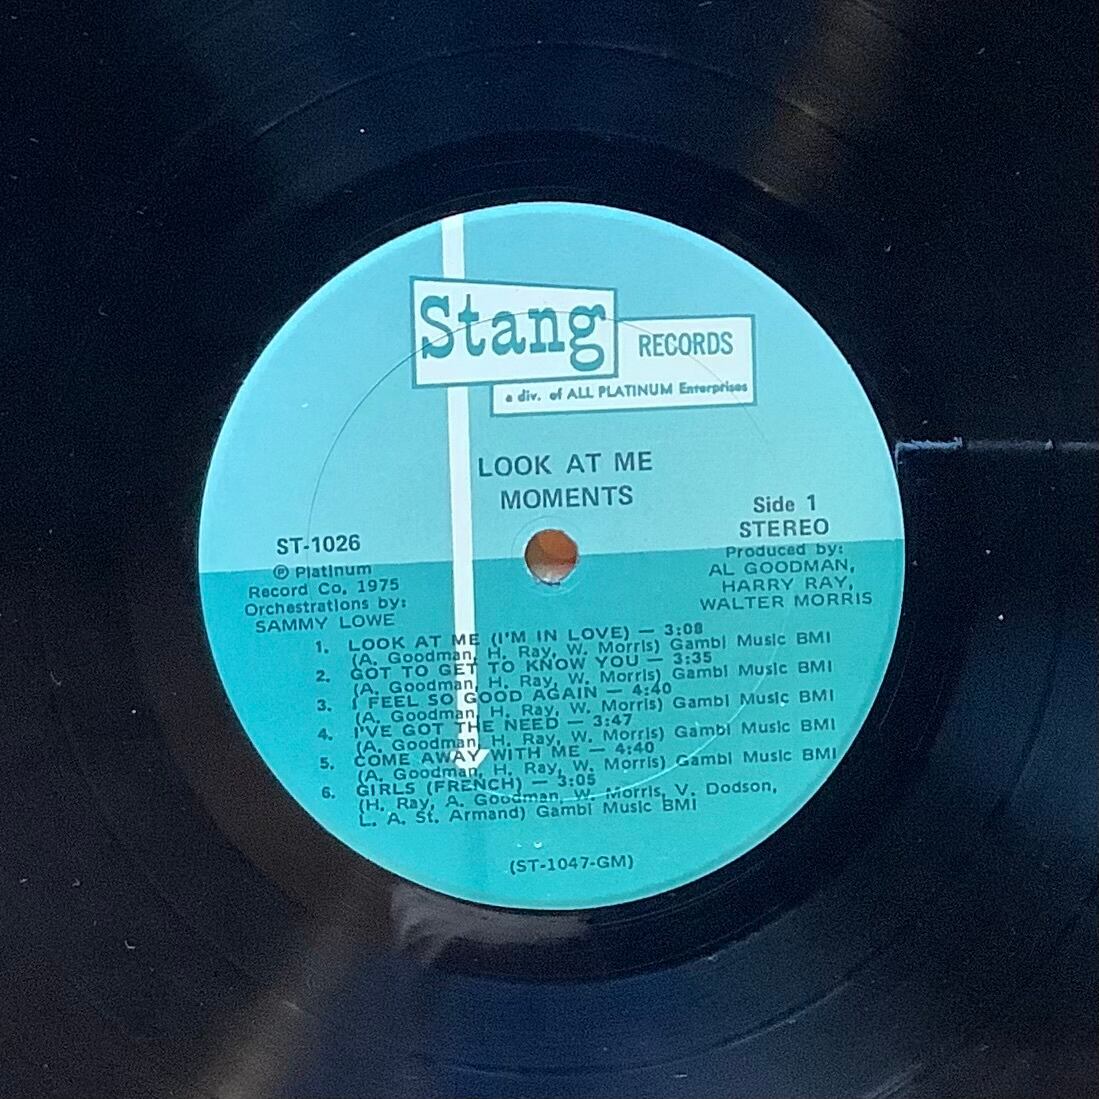 Stang
RECORDS
a div. of ALL PLATINUM Enterprises
LOOK AT ME
MOMENTS
Side 1
STEREO
ST-1026
℗ Platinum
Record Co. 1975
Orchestrations by:
SAMMY LOWE
Produced by:
AL GOODMAN,
HARRY RAY,
WALTER MORRIS
1. LOOK AT ME (I'M IN LOVE) — 3:08
(A. Goodman, H. Ray, W. Morris) Gambi Music BMI
2. GOT TO GET TO KNOW YOU — 3:35
(A. Goodman, H. Ray, W. Morris) Gambi Music BMI
3. I FEEL SO GOOD AGAIN — 4:40
(A. Goodman, H. Ray, W. Morris) Gambi Music BMI
4. I'VE GOT THE NEED — 3:47
(A. Goodman, H. Ray, W. Morris) Gambi Music BMI
5. COME AWAY WITH ME — 4:40
(A. Goodman, H. Ray, W. Morris) Gambi Music BMI
6. GIRLS (FRENCH) — 3:05
(H. Ray, A. Goodman, W. Morris, V. Dodson,
L. A. St. Armand) Gambi Music BMI
(ST-1047-GM)